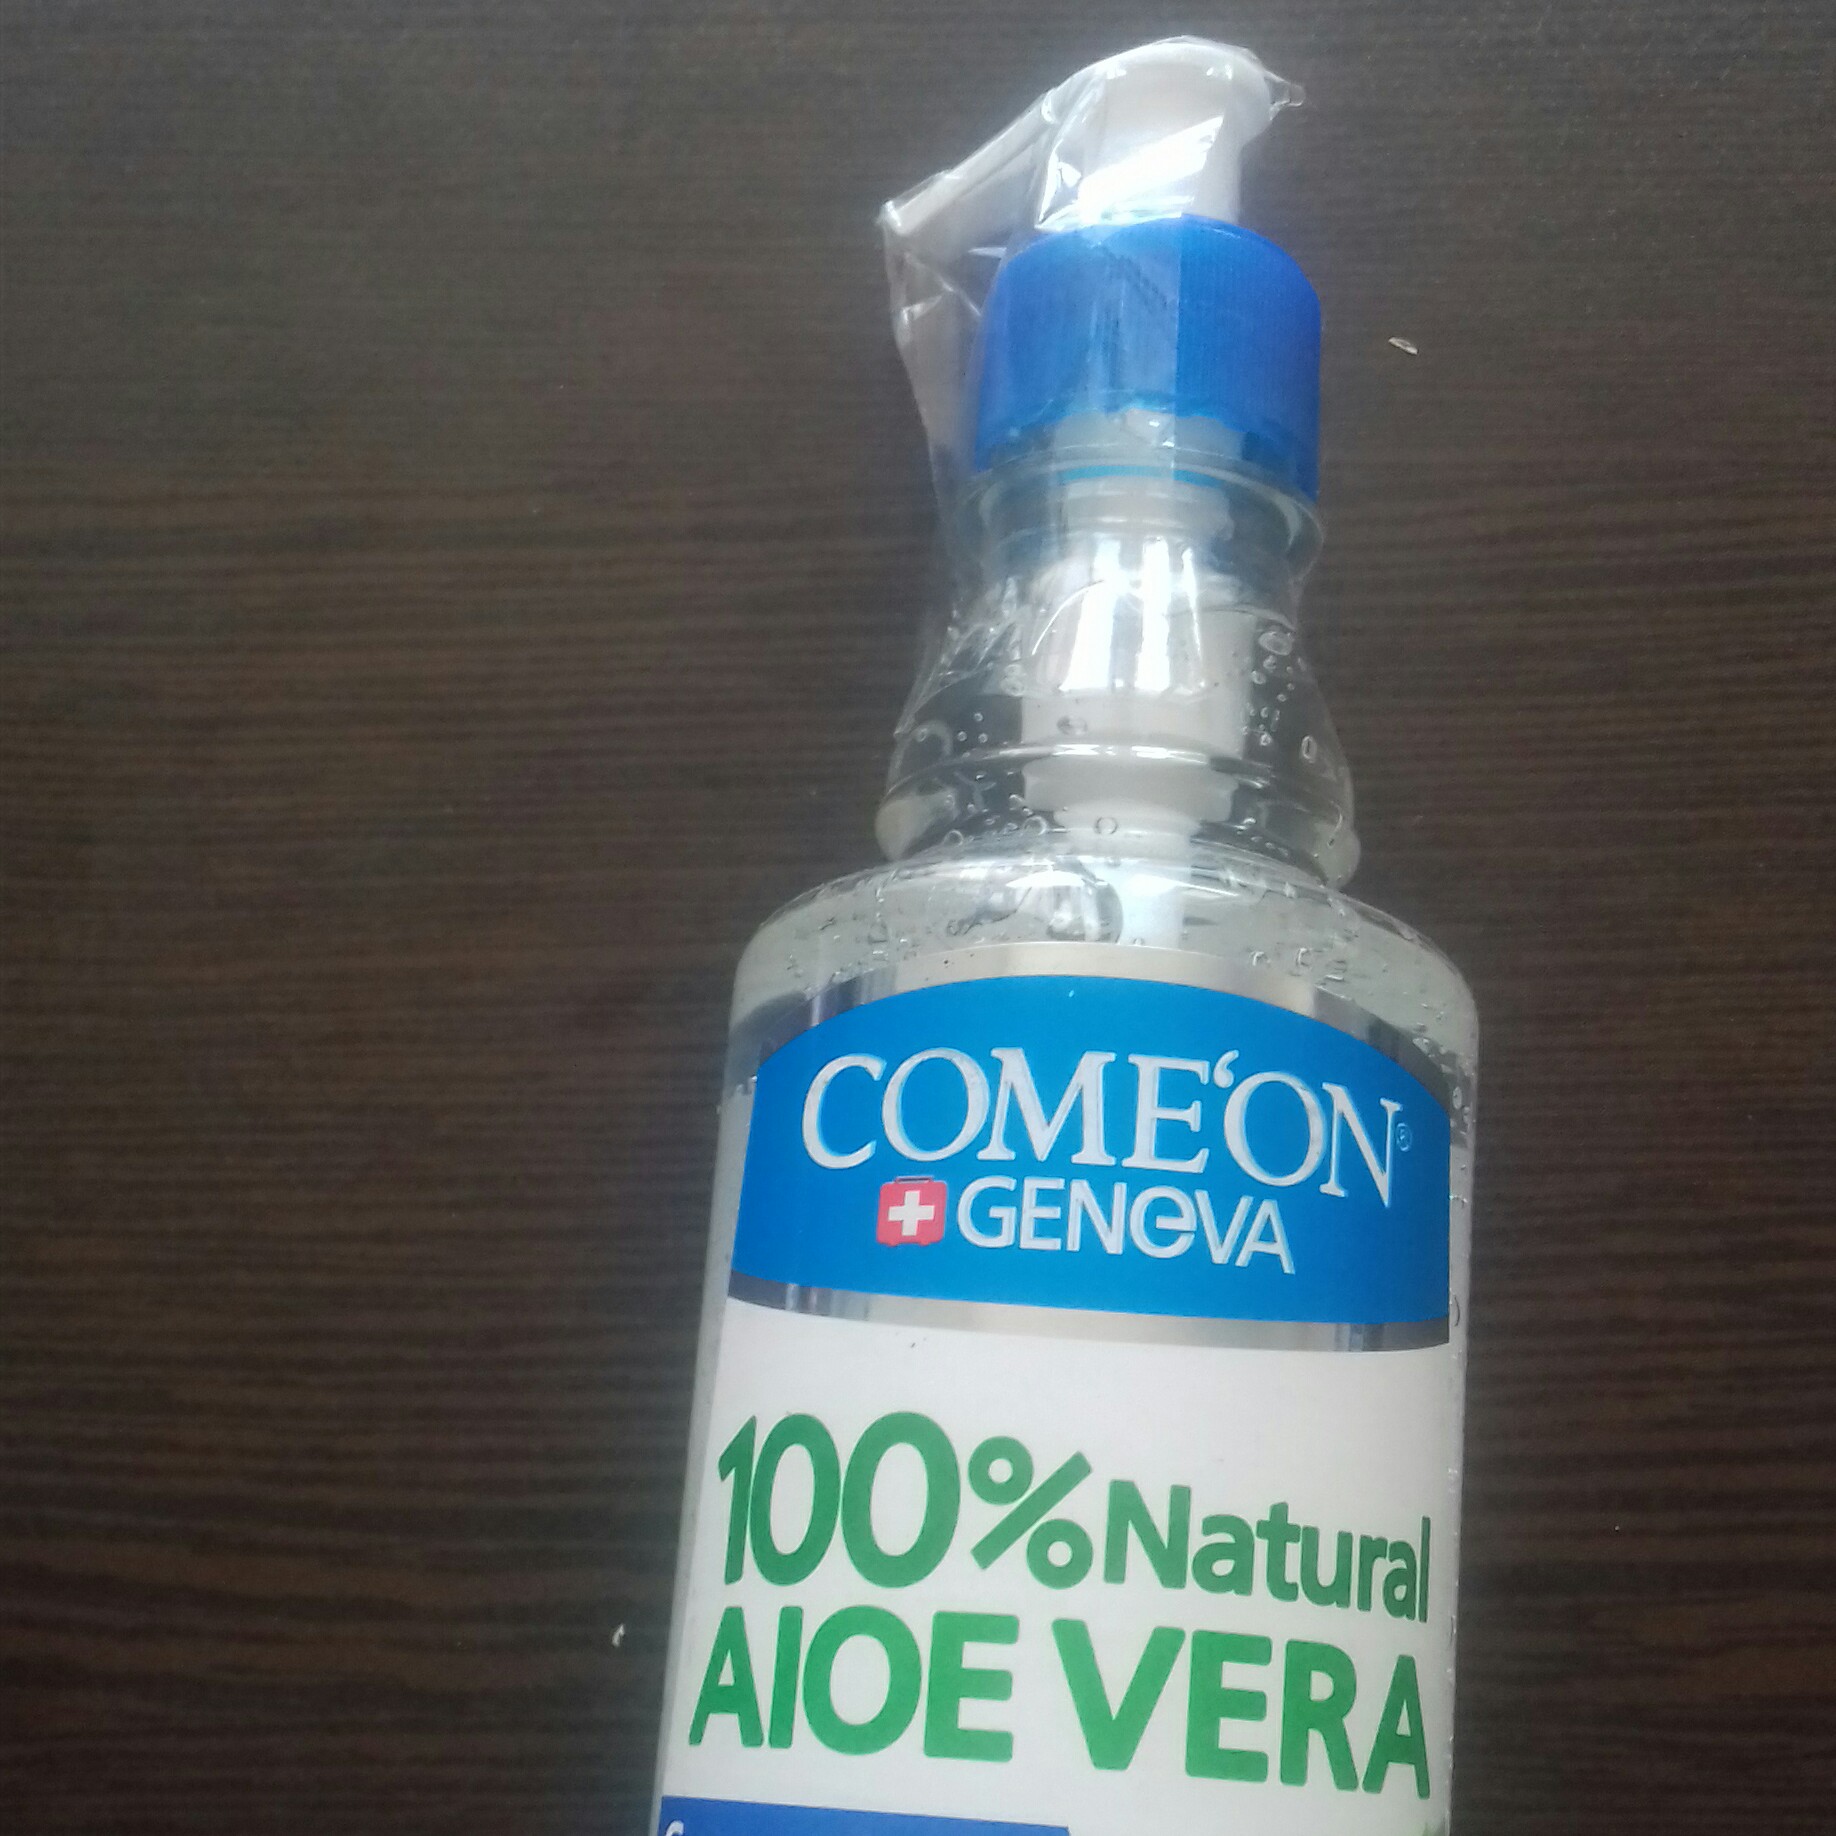 COME‘ON®
GENeVA
100% Natural
AlOE VERA